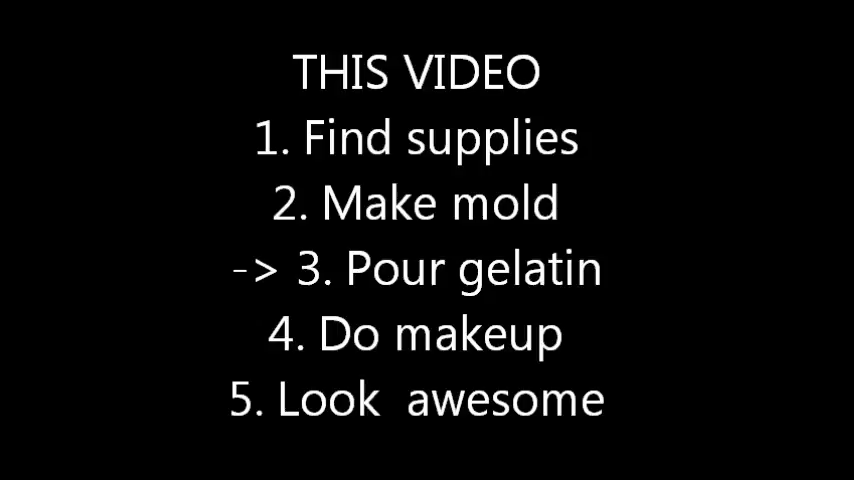 THIS VIDEO
1. Find supplies
2. Make mold
-> 3. Pour gelatin
4. Do makeup
5. Look  awesome